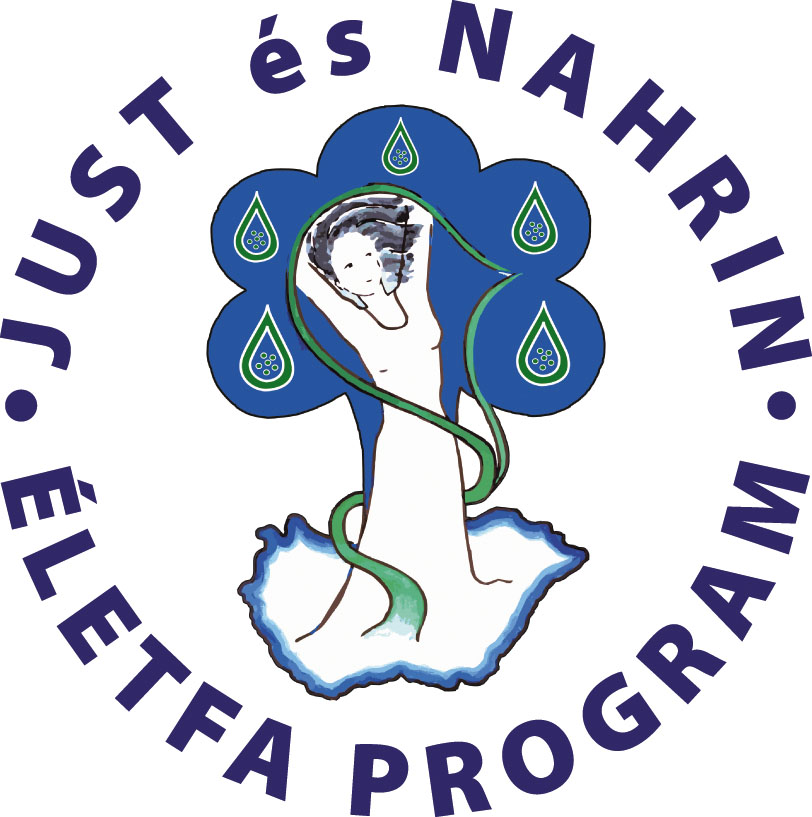 JUST és NAHRIN
• ÉLETFA PROGRAM •